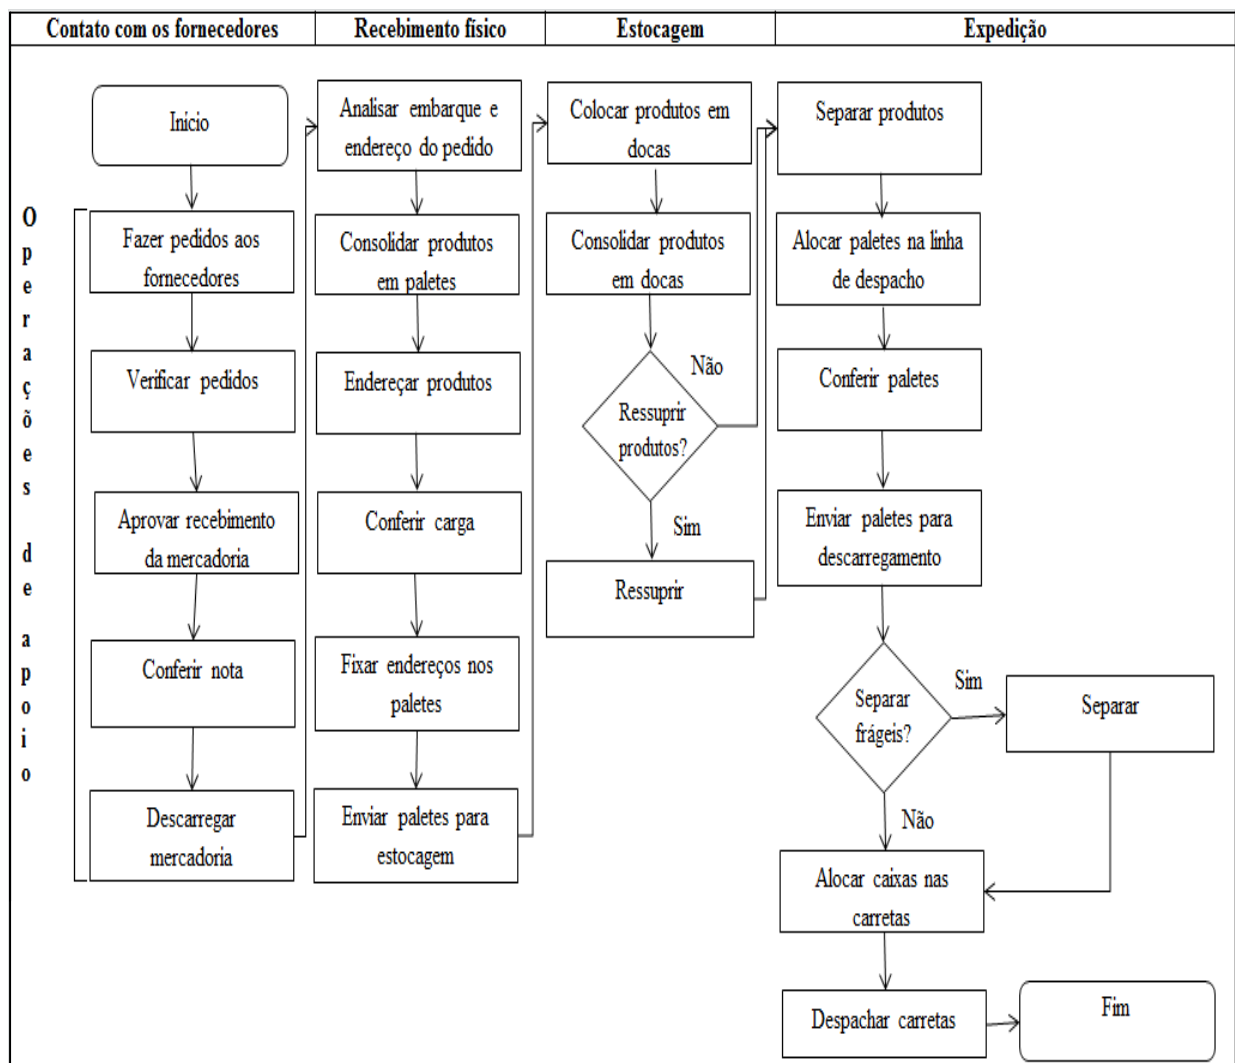 Contato com os fornecedores
Recebimento físico
Estocagem
Expedição
Operações de apoio
Início
Fazer pedidos aos
fornecedores
Verificar pedidos
Aprovar recebimento
da mercadoria
Conferir nota
Descarregar
mercadoria
Analisar embarque e
endereço do pedido
Consolidar produtos
em paletes
Endereçar produtos
Conferir carga
Fixar endereços nos
paletes
Enviar paletes para
estocagem
Colocar produtos em
docas
Consolidar produtos
em docas
Ressuprir
produtos?
Não
Sim
Ressuprir
Separar produtos
Alocar paletes na linha
de despacho
Conferir paletes
Enviar paletes para
descarregamento
Separar
frágeis?
Sim
Separar
Não
Alocar caixas nas
carretas
Despachar carretas
Fim